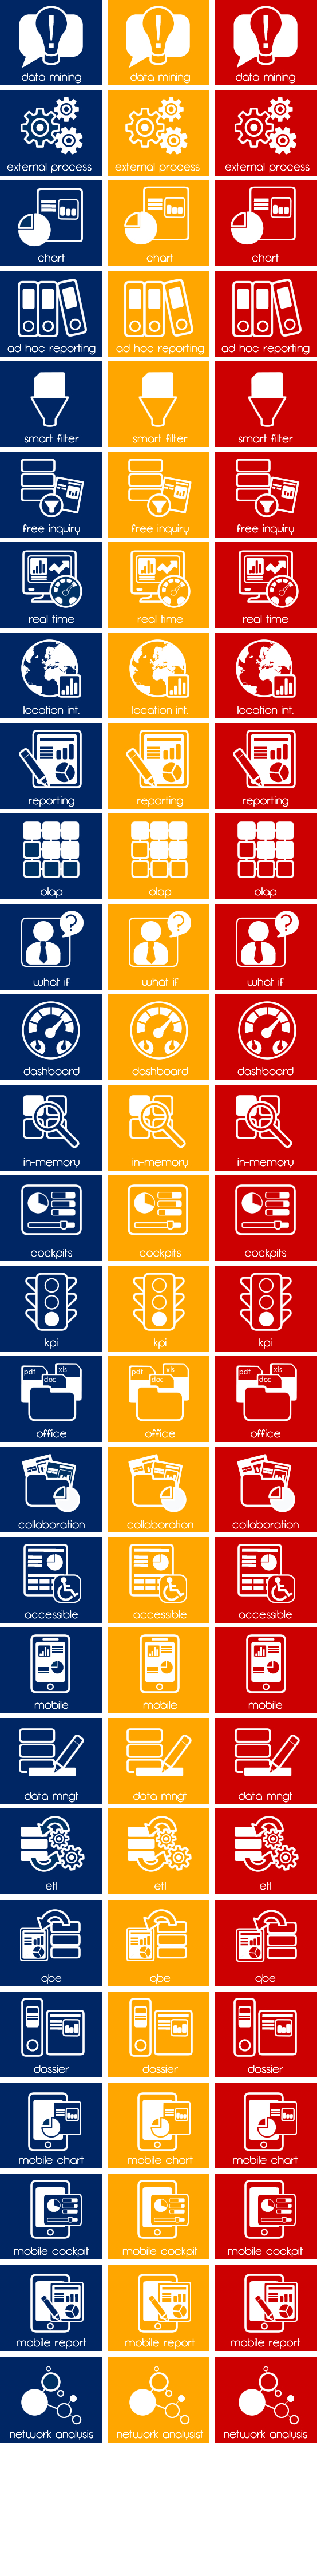 data mining data mining data mining
external process external process external process
chart chart chart
ad hoc reporting ad hoc reporting ad hoc reporting
smart filter smart filter smart filter
free inquiry free inquiry free inquiry
real time real time real time
location int. location int. location int.
reporting reporting reporting
olap olap olap
? ? ?
what if what if what if
dashboard dashboard dashboard
in-memory in-memory in-memory
cockpits cockpits cockpits
kpi kpi kpi
pdf doc xls pdf doc xls pdf doc xls
office office office
collaboration collaboration collaboration
accessible accessible accessible
mobile mobile mobile
data mngt data mngt data mngt
etl etl etl
qbe qbe qbe
dossier dossier dossier
mobile chart mobile chart mobile chart
mobile cockpit mobile cockpit mobile cockpit
mobile report mobile report mobile report
network analysis network analysist network analysis